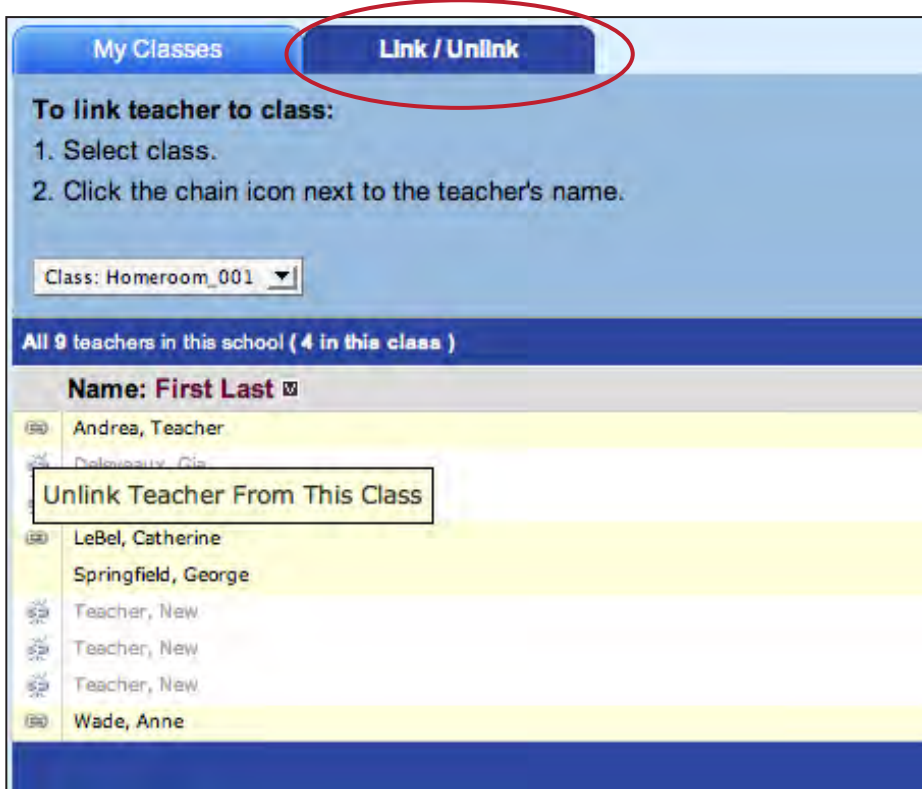 My Classes
Link / Unlink
To link teacher to class:
1. Select class.
2. Click the chain icon next to the teacher's name.
Class: Homeroom_001
All 9 teachers in this school ( 4 in this class )
Name: First Last
Andrea, Teacher
Unlink Teacher From This Class
LeBel, Catherine
Springfield, George
Teacher, New
Teacher, New
Teacher, New
Wade, Anne